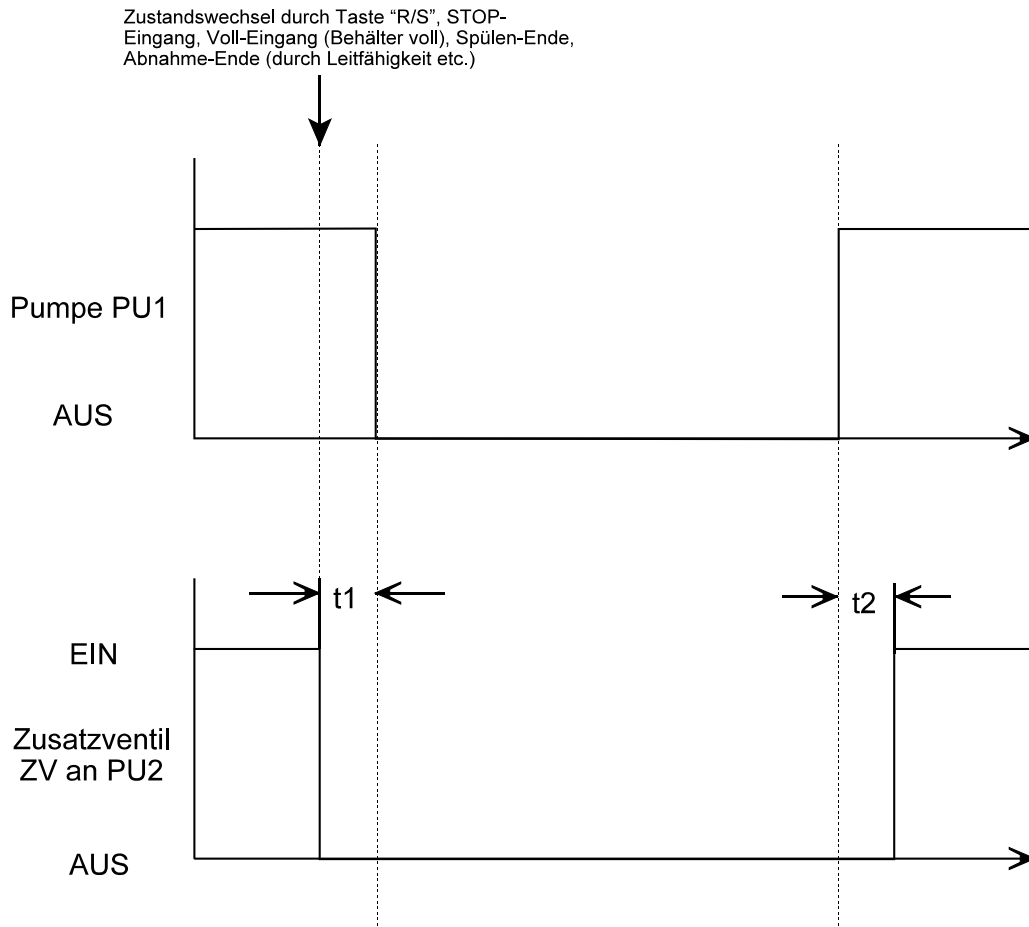 Zustandswechsel durch Taste “R/S”, STOP-
Eingang, Voll-Eingang (Behälter voll), Spülen-Ende,
Abnahme-Ende (durch Leitfähigkeit etc.)
Pumpe PU1
AUS
t1
t2
EIN
Zusatzventil
ZV an PU2
AUS